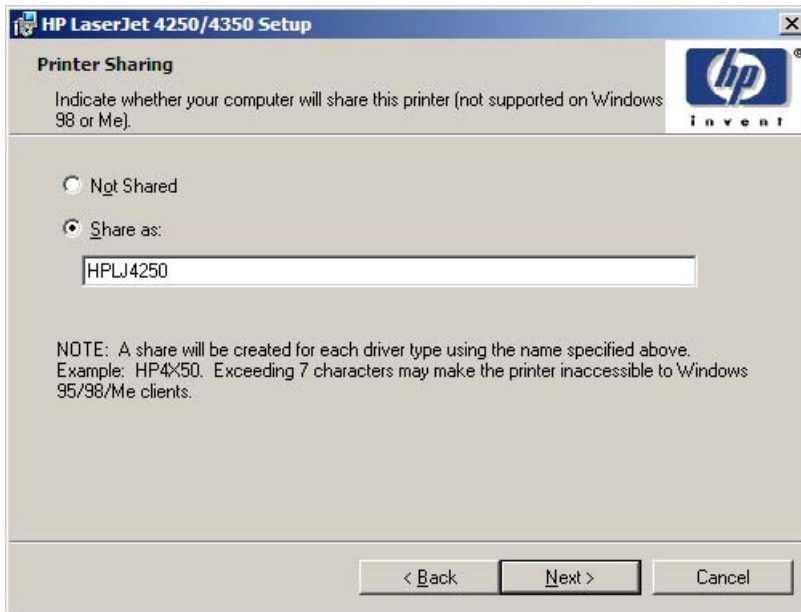 HP LaserJet 4250/4350 Setup
Printer Sharing
Indicate whether your computer will share this printer (not supported on Windows
98 or Me).
hp
®
invent
Not Shared
Share as:
HPLJ4250
NOTE: A share will be created for each driver type using the name specified above.
Example: HP4X50. Exceeding 7 characters may make the printer inaccessible to Windows
95/98/Me clients.
< Back
Next >
Cancel